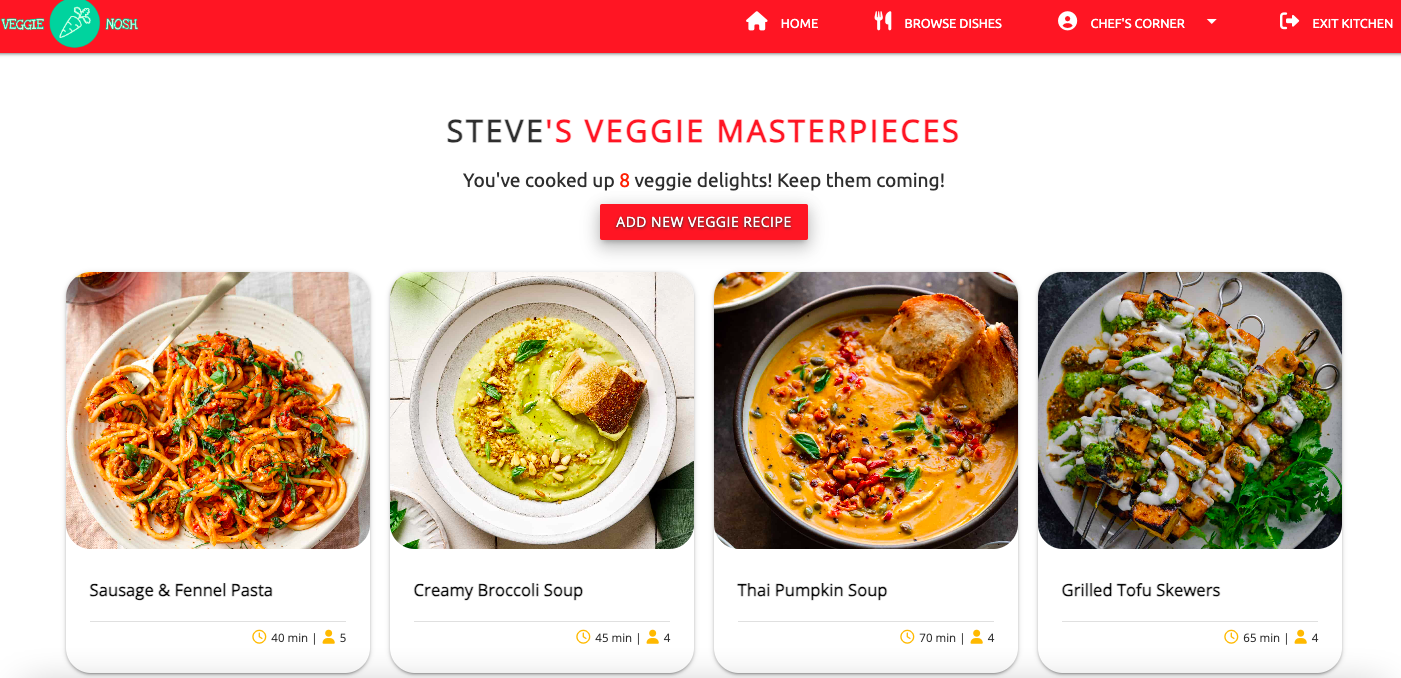 VEGGIE NOSH HOME BROWSE DISHES CHEF'S CORNER EXIT KITCHEN
STEVE'S VEGGIE MASTERPIECES
You've cooked up 8 veggie delights! Keep them coming!
ADD NEW VEGGIE RECIPE
Sausage & Fennel Pasta
40 min | 5
Creamy Broccoli Soup
45 min | 4
Thai Pumpkin Soup
70 min | 4
Grilled Tofu Skewers
65 min | 4